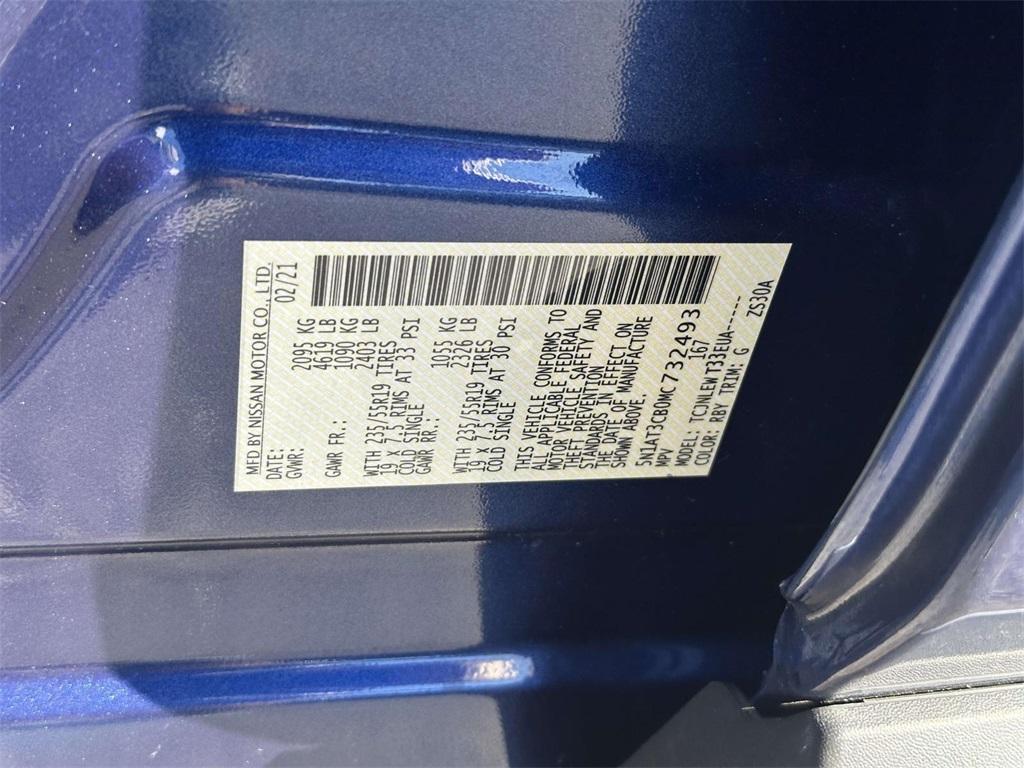 MFD BY NISSAN MOTOR CO., LTD.
DATE: 02/21
GVWR: 2095 KG
4619 LB
GAWR FR.: 1090 KG
2403 LB
WITH 235/55R19 TIRES
19 X 7.5 RIMS AT 33 PSI
COLD SINGLE
GAWR RR.: 1055 KG
2326 LB
WITH 235/55R19 TIRES
19 X 7.5 RIMS AT 30 PSI
COLD SINGLE
THIS VEHICLE CONFORMS TO
ALL APPLICABLE FEDERAL
MOTOR VEHICLE SAFETY AND
THEFT PREVENTION
STANDARDS IN EFFECT ON
THE DATE OF MANUFACTURE
SHOWN ABOVE.
5N1AT3CB0MC732493
MPV 167
MODEL: TCJNLEWT33EUA-----
COLOR: RBY TRIM: G
ZS30A